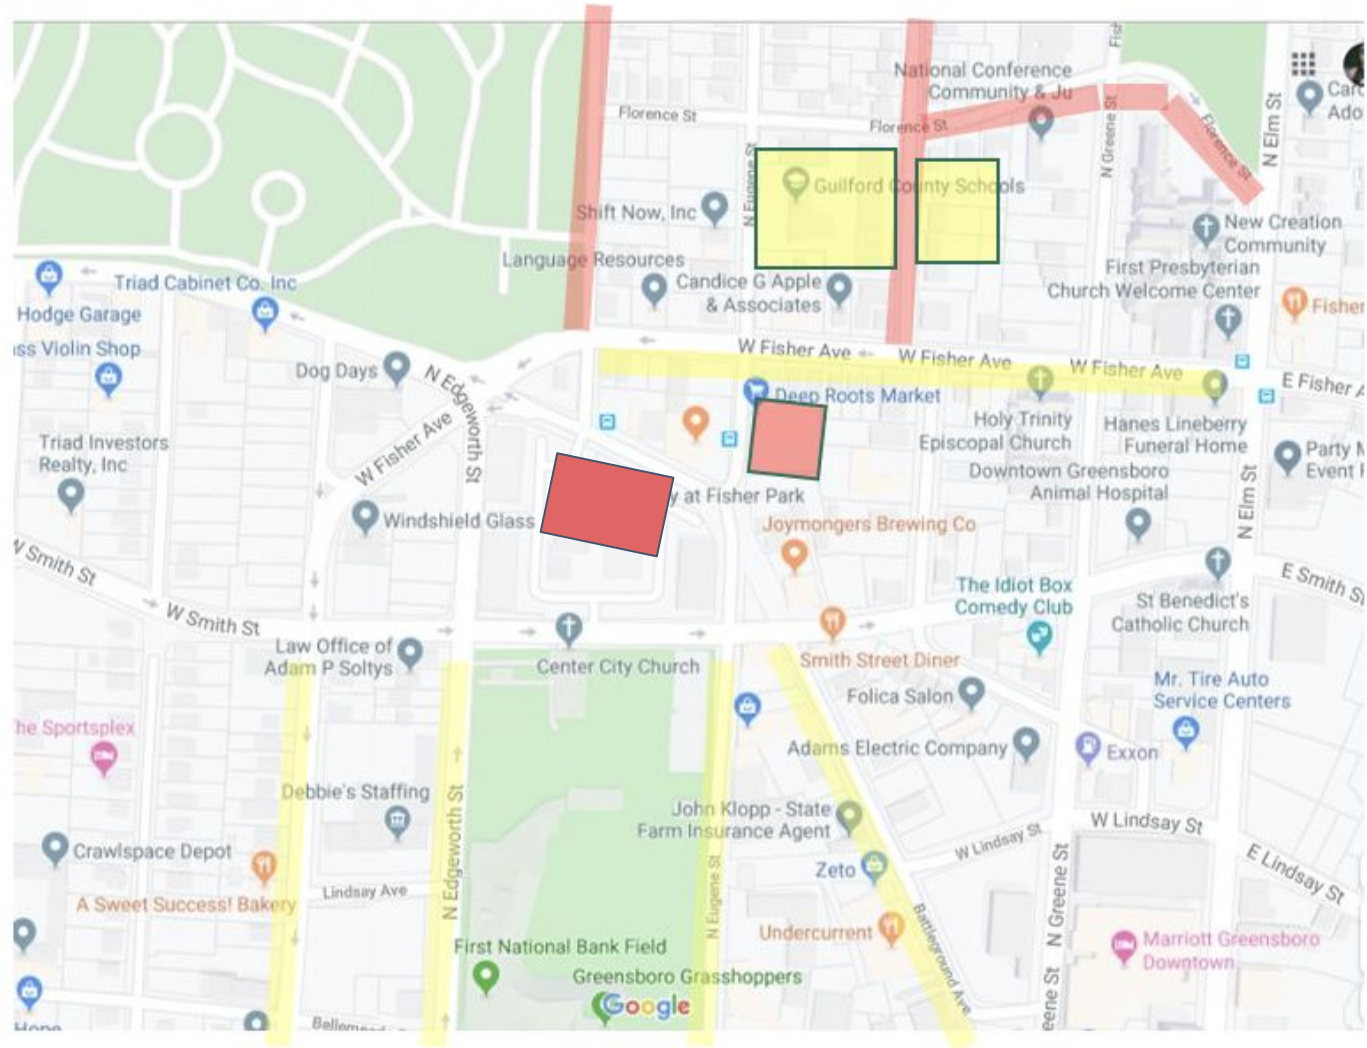 National Conference
Community & Ju
N Elm St
Florence St
Florence St
Florence St
N Greene St
N Eugene St
Guilford County Schools
Shift Now, Inc
New Creation
Community
Language Resources
Candice G Apple
& Associates
First Presbyterian
Church Welcome Center
Triad Cabinet Co. Inc
Hodge Garage
Fisher
ss Violin Shop
Dog Days
N Edgeworth St
W Fisher Ave
W Fisher Ave
W Fisher Ave
E Fisher A
Deep Roots Market
Holy Trinity
Episcopal Church
Hanes Lineberry
Funeral Home
W Fisher Ave
Triad Investors
Realty, Inc
Party M
Event
Downtown Greensboro
Animal Hospital
y at Fisher Park
Windshield Glass
Joymongers Brewing Co
N Elm St
W Smith St
W Smith St
The Idiot Box
Comedy Club
E Smith St
St Benedict's
Catholic Church
Law Office of
Adam P Soltys
Center City Church
Smith Street Diner
Folica Salon
Mr. Tire Auto
Service Centers
he Sportsplex
Adams Electric Company
Exxon
Debbie's Staffing
John Klopp - State
Farm Insurance Agent
W Lindsay St
W Lindsay St
E Lindsay St
Crawlspace Depot
Zeto
Lindsay Ave
A Sweet Success! Bakery
N Edgeworth St
N Eugene St
N Greene St
Undercurrent
Battleground Ave
First National Bank Field
Marriott Greensboro
Downtown
Greensboro Grasshoppers
Google
eene St